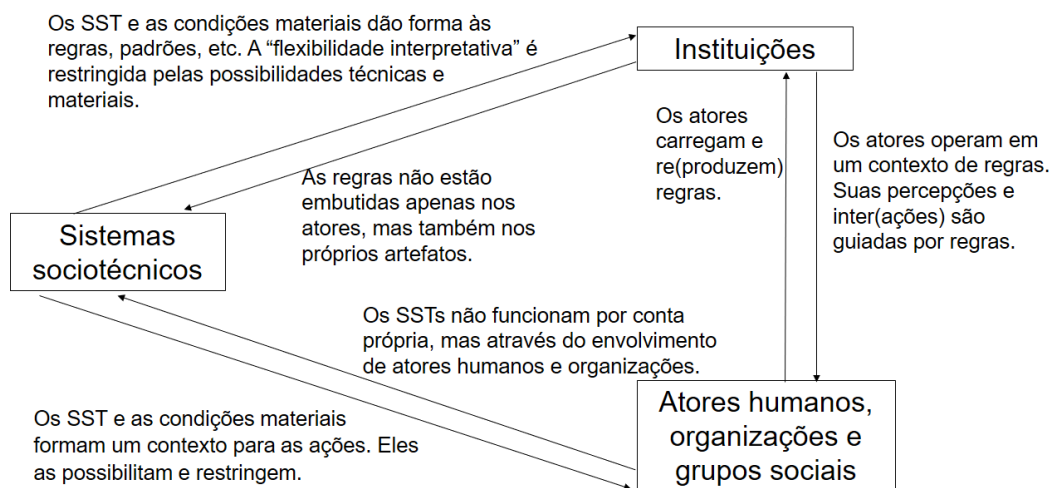 Os SST e as condições materiais dão forma às
regras, padrões, etc. A “flexibilidade interpretativa” é
restringida pelas possibilidades técnicas e
materiais.
Instituições
Os atores
carregam e
re(produzem)
regras.
Os atores operam em
um contexto de regras.
Suas percepções e
inter(ações) são
guiadas por regras.
As regras não estão
embutidas apenas nos
atores, mas também nos
próprios artefatos.
Sistemas
sociotécnicos
Os SSTs não funcionam por conta
própria, mas através do envolvimento
de atores humanos e organizações.
Os SST e as condições materiais
formam um contexto para as ações. Eles
as possibilitam e restringem.
Atores humanos,
organizações e
grupos sociais